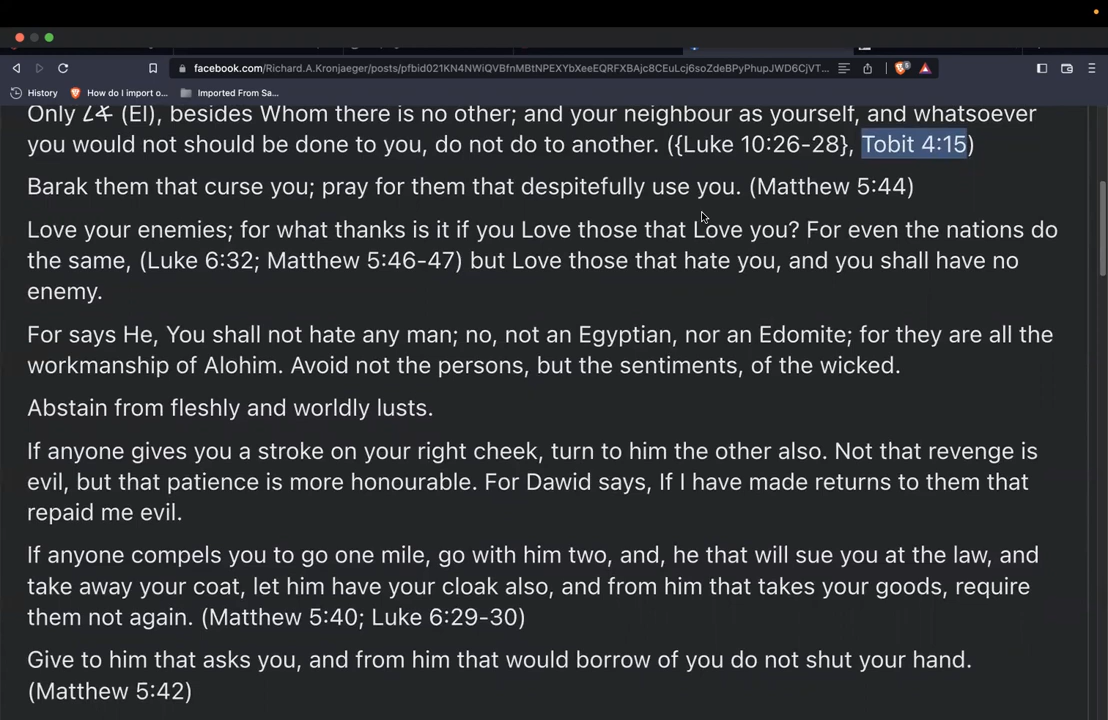 facebook.com/Richard.A.Kronjaeger/posts/pfbid021KN4NWiQVBfnMBtNPEXYbXeeEQRFXBAjc8CEuLcj6soZdeBPyPhupJWD6CjVT...
History How do I import o... Imported From Sa...
Only 𐤀𐤋 (El), besides Whom there is no other; and your neighbour as yourself, and whatsoever
you would not should be done to you, do not do to another. ({Luke 10:26-28}, Tobit 4:15)
Barak them that curse you; pray for them that despitefully use you. (Matthew 5:44)
Love your enemies; for what thanks is it if you Love those that Love you? For even the nations do
the same, (Luke 6:32; Matthew 5:46-47) but Love those that hate you, and you shall have no
enemy.
For says He, You shall not hate any man; no, not an Egyptian, nor an Edomite; for they are all the
workmanship of Alohim. Avoid not the persons, but the sentiments, of the wicked.
Abstain from fleshly and worldly lusts.
If anyone gives you a stroke on your right cheek, turn to him the other also. Not that revenge is
evil, but that patience is more honourable. For Dawid says, If I have made returns to them that
repaid me evil.
If anyone compels you to go one mile, go with him two, and, he that will sue you at the law, and
take away your coat, let him have your cloak also, and from him that takes your goods, require
them not again. (Matthew 5:40; Luke 6:29-30)
Give to him that asks you, and from him that would borrow of you do not shut your hand.
(Matthew 5:42)